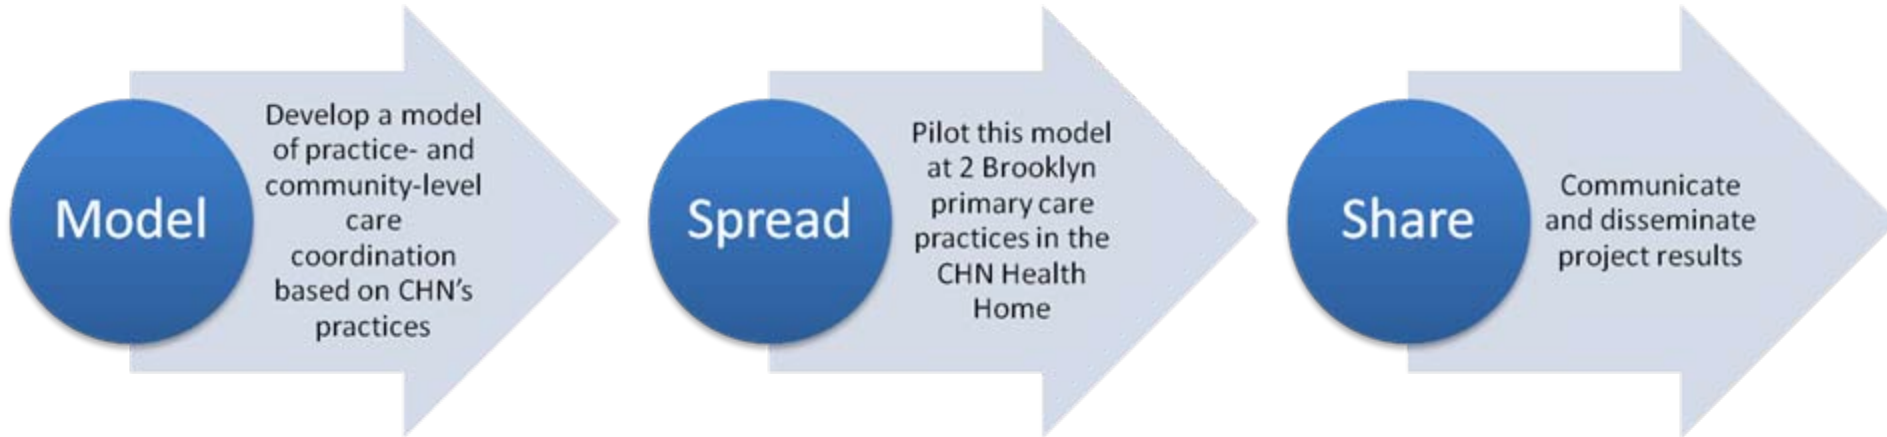 Model
Develop a model
of practice- and
community-level
care
coordination
based on CHN’s
practices
Spread
Pilot this model
at 2 Brooklyn
primary care
practices in the
CHN Health
Home
Share
Communicate
and disseminate
project results